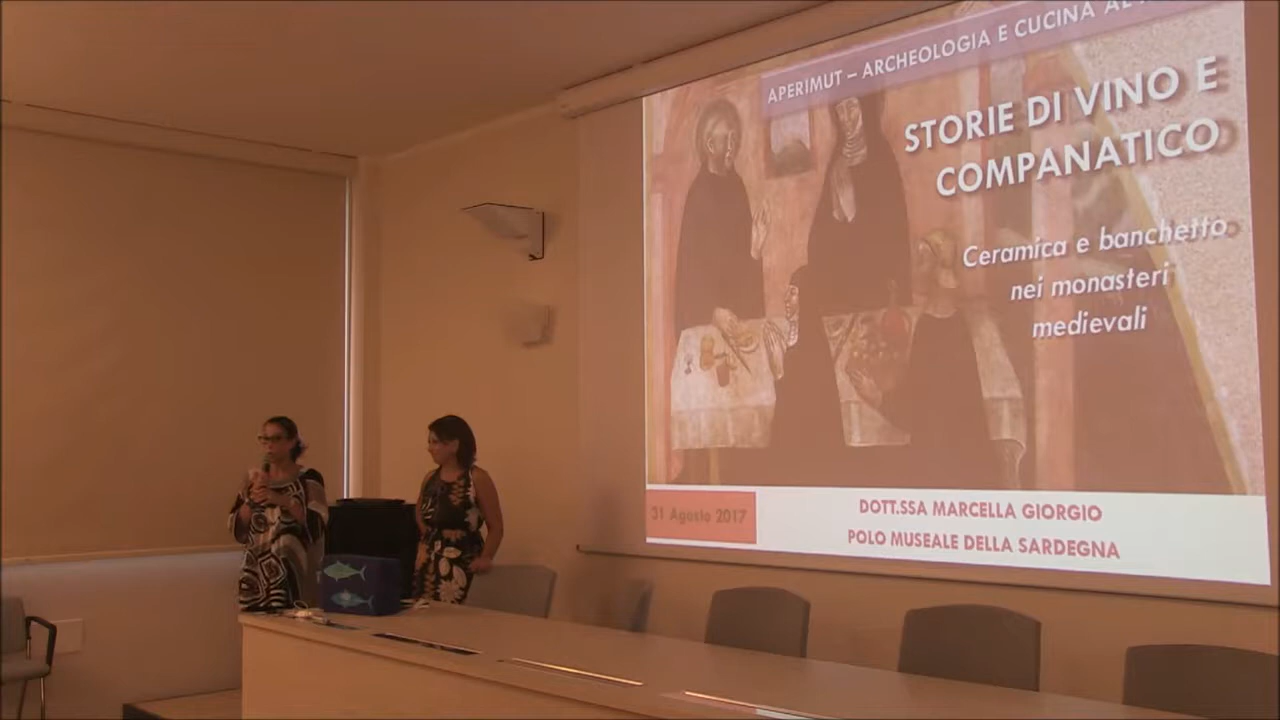 APERIMUT – ARCHEOLOGIA E CUCINA AL
STORIE DI VINO E
COMPANATICO
Ceramica e banchetto
nei monasteri
medievali
31 Agosto 2017
DOTT.SSA MARCELLA GIORGIO
POLO MUSEALE DELLA SARDEGNA